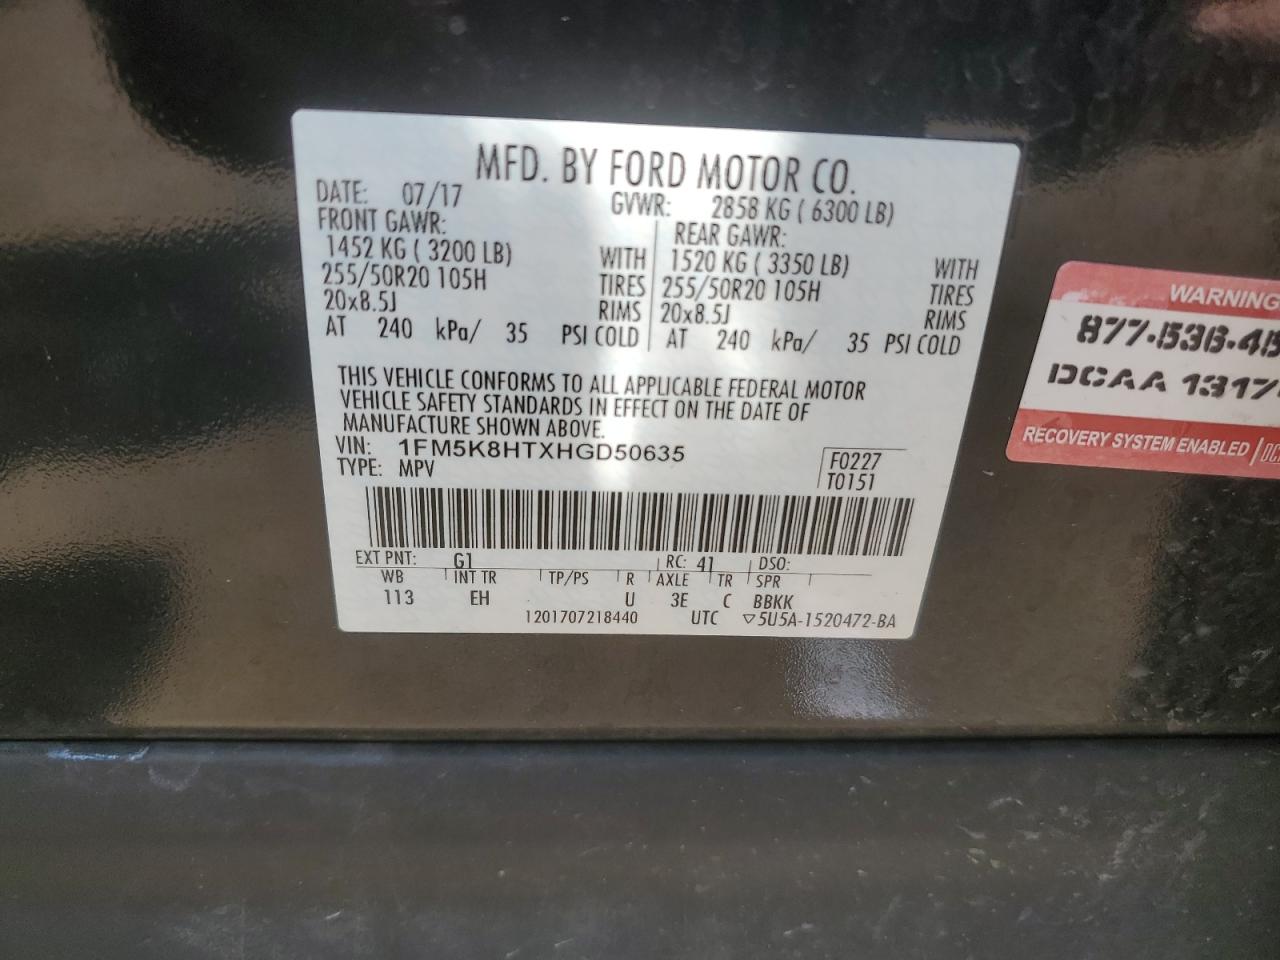 MFD. BY FORD MOTOR CO.
DATE: 07/17 GVWR: 2858 KG ( 6300 LB)
FRONT GAWR: REAR GAWR:
1452 KG ( 3200 LB) WITH 1520 KG ( 3350 LB) WITH
255/50R20 105H TIRES 255/50R20 105H TIRES
20x8.5J RIMS 20x8.5J RIMS
AT 240 kPa/ 35 PSI COLD AT 240 kPa/ 35 PSI COLD
THIS VEHICLE CONFORMS TO ALL APPLICABLE FEDERAL MOTOR
VEHICLE SAFETY STANDARDS IN EFFECT ON THE DATE OF
MANUFACTURE SHOWN ABOVE.
VIN: 1FM5K8HTXHGD50635
TYPE: MPV
F0227
T0151
EXT PNT: G1 RC: 41 DSO:
WB INT TR TP/PS R AXLE TR SPR
113 EH U 3E C BBKK
1201707218440 UTC ▽5U5A-1520472-BA
WARNING
877-536-45
DCAA 1317
RECOVERY SYSTEM ENABLED